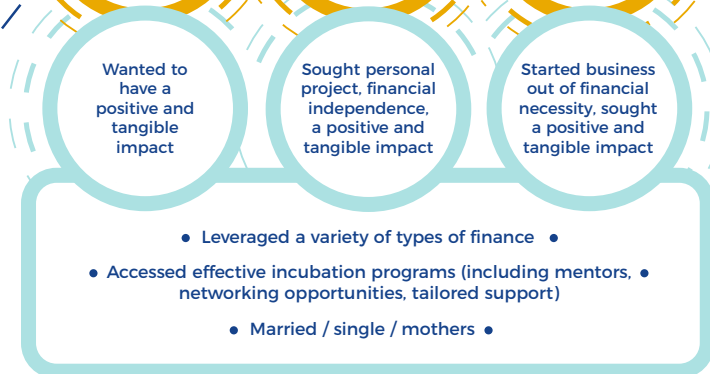 Wanted to
have a
positive and
tangible
impact
Sought personal
project, financial
independence,
a positive and
tangible impact
Started business
out of financial
necessity, sought
a positive and
tangible impact
• Leveraged a variety of types of finance •
• Accessed effective incubation programs (including mentors, •
networking opportunities, tailored support)
• Married / single / mothers •